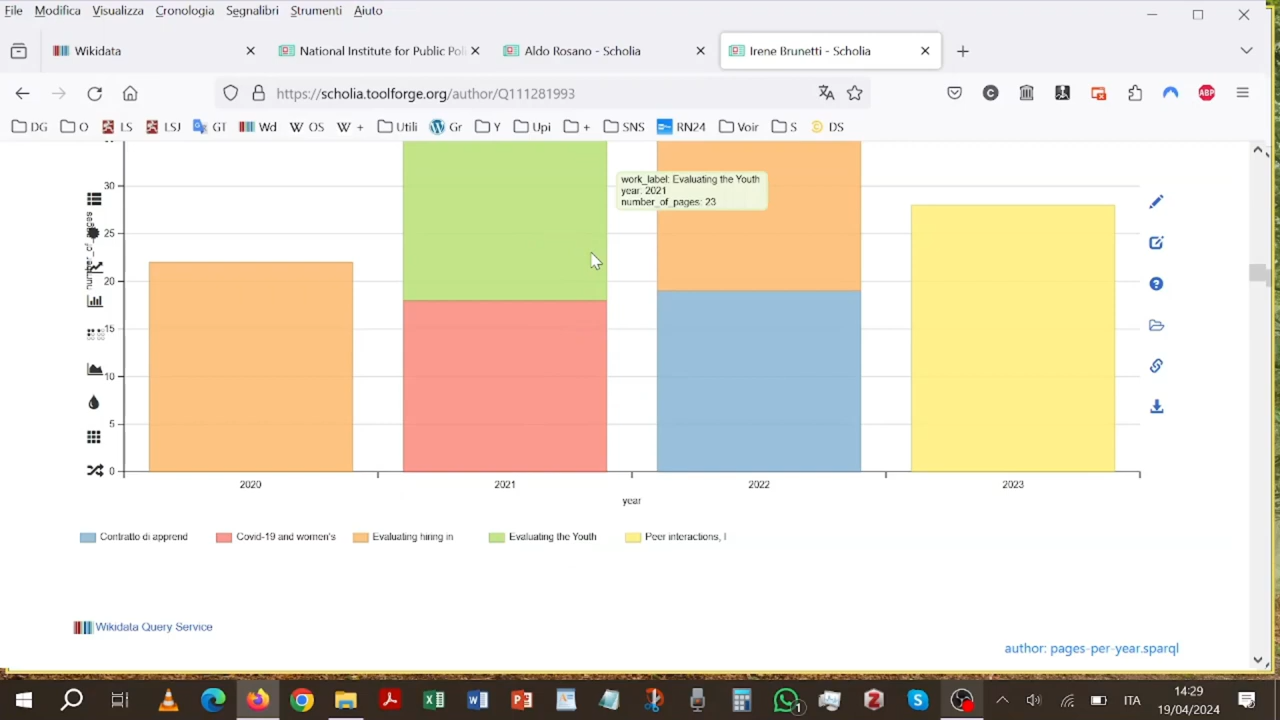 File Modifica Visualizza Cronologia Segnalibri Strumenti Aiuto
Wikidata
National Institute for Public Poli
Aldo Rosano - Scholia
Irene Brunetti - Scholia
https://scholia.toolforge.org/author/Q111281993
ABP
DG O LS LSJ GT Wd OS W + Utili Gr Y Upi + SNS RN24 Voir S DS
work_label: Evaluating the Youth
year: 2021
number_of_pages: 23
number_of_pages
30
25
20
15
10
5
0
2020 2021 2022 2023
year
Contratto di apprend Covid-19 and women's Evaluating hiring in Evaluating the Youth Peer interactions, l
Wikidata Query Service
author: pages-per-year.sparql
1
ITA
14:29
19/04/2024